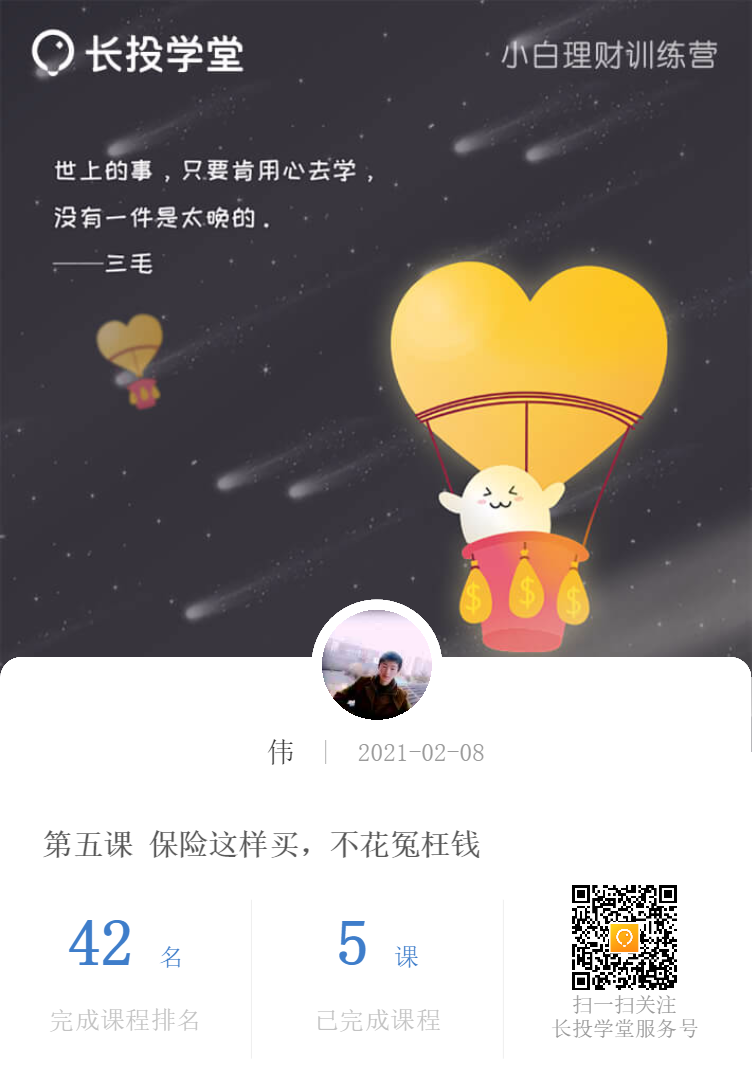 长投学堂
小白理财训练营
世上的事，只要肯用心去学，
没有一件是太晚的．
——三毛
伟 | 2021-02-08
第五课 保险这样买，不花冤枉钱
42 名
5 课
完成课程排名
已完成课程
扫一扫关注
长投学堂服务号